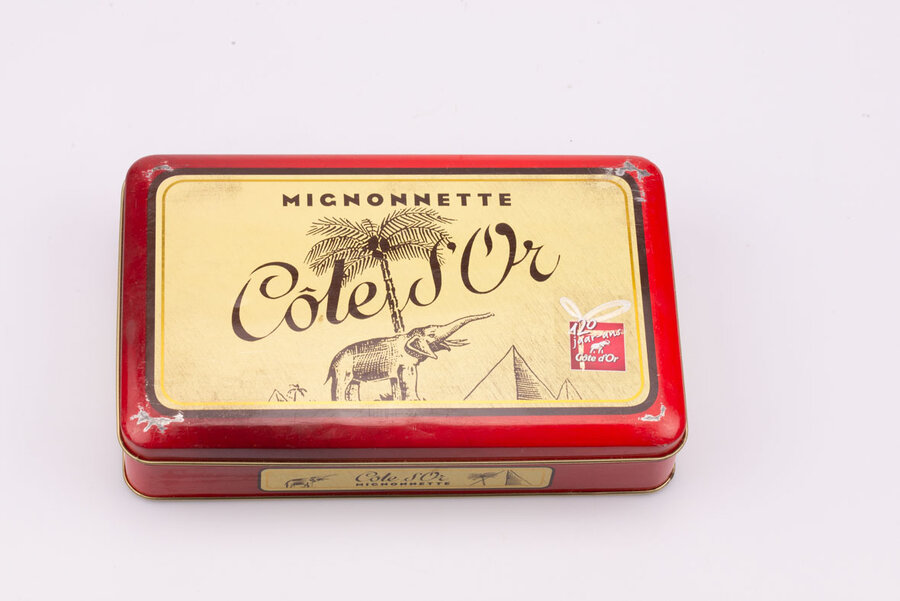 MIGNONNETTE
Côte d'Or
120
jaar-ans
Côte d'Or
Côte d'Or
MIGNONNETTE